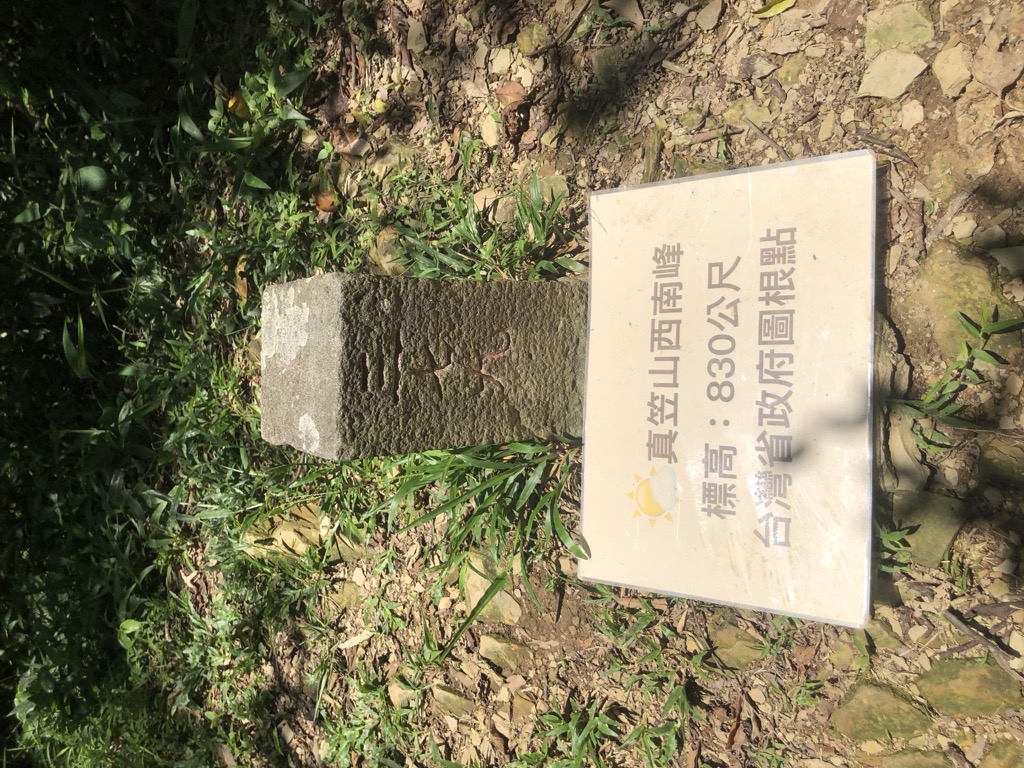 三
真笠山西南峰
標高：830公尺
台灣省政府圖根點